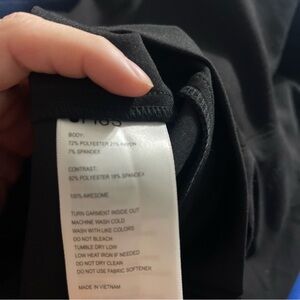 BODY:
72% POLYESTER 21% NYLON
7% SPANDEX
CONTRAST:
82% POLYESTER 18% SPANDEX
100% AWESOME
TURN GARMENT INSIDE OUT
MACHINE WASH COLD
WASH WITH LIKE COLORS
DO NOT BLEACH
TUMBLE DRY LOW
LOW HEAT IRON IF NEEDED
DO NOT DRY CLEAN
DO NOT USE FABRIC SOFTENER
MADE IN VIETNAM